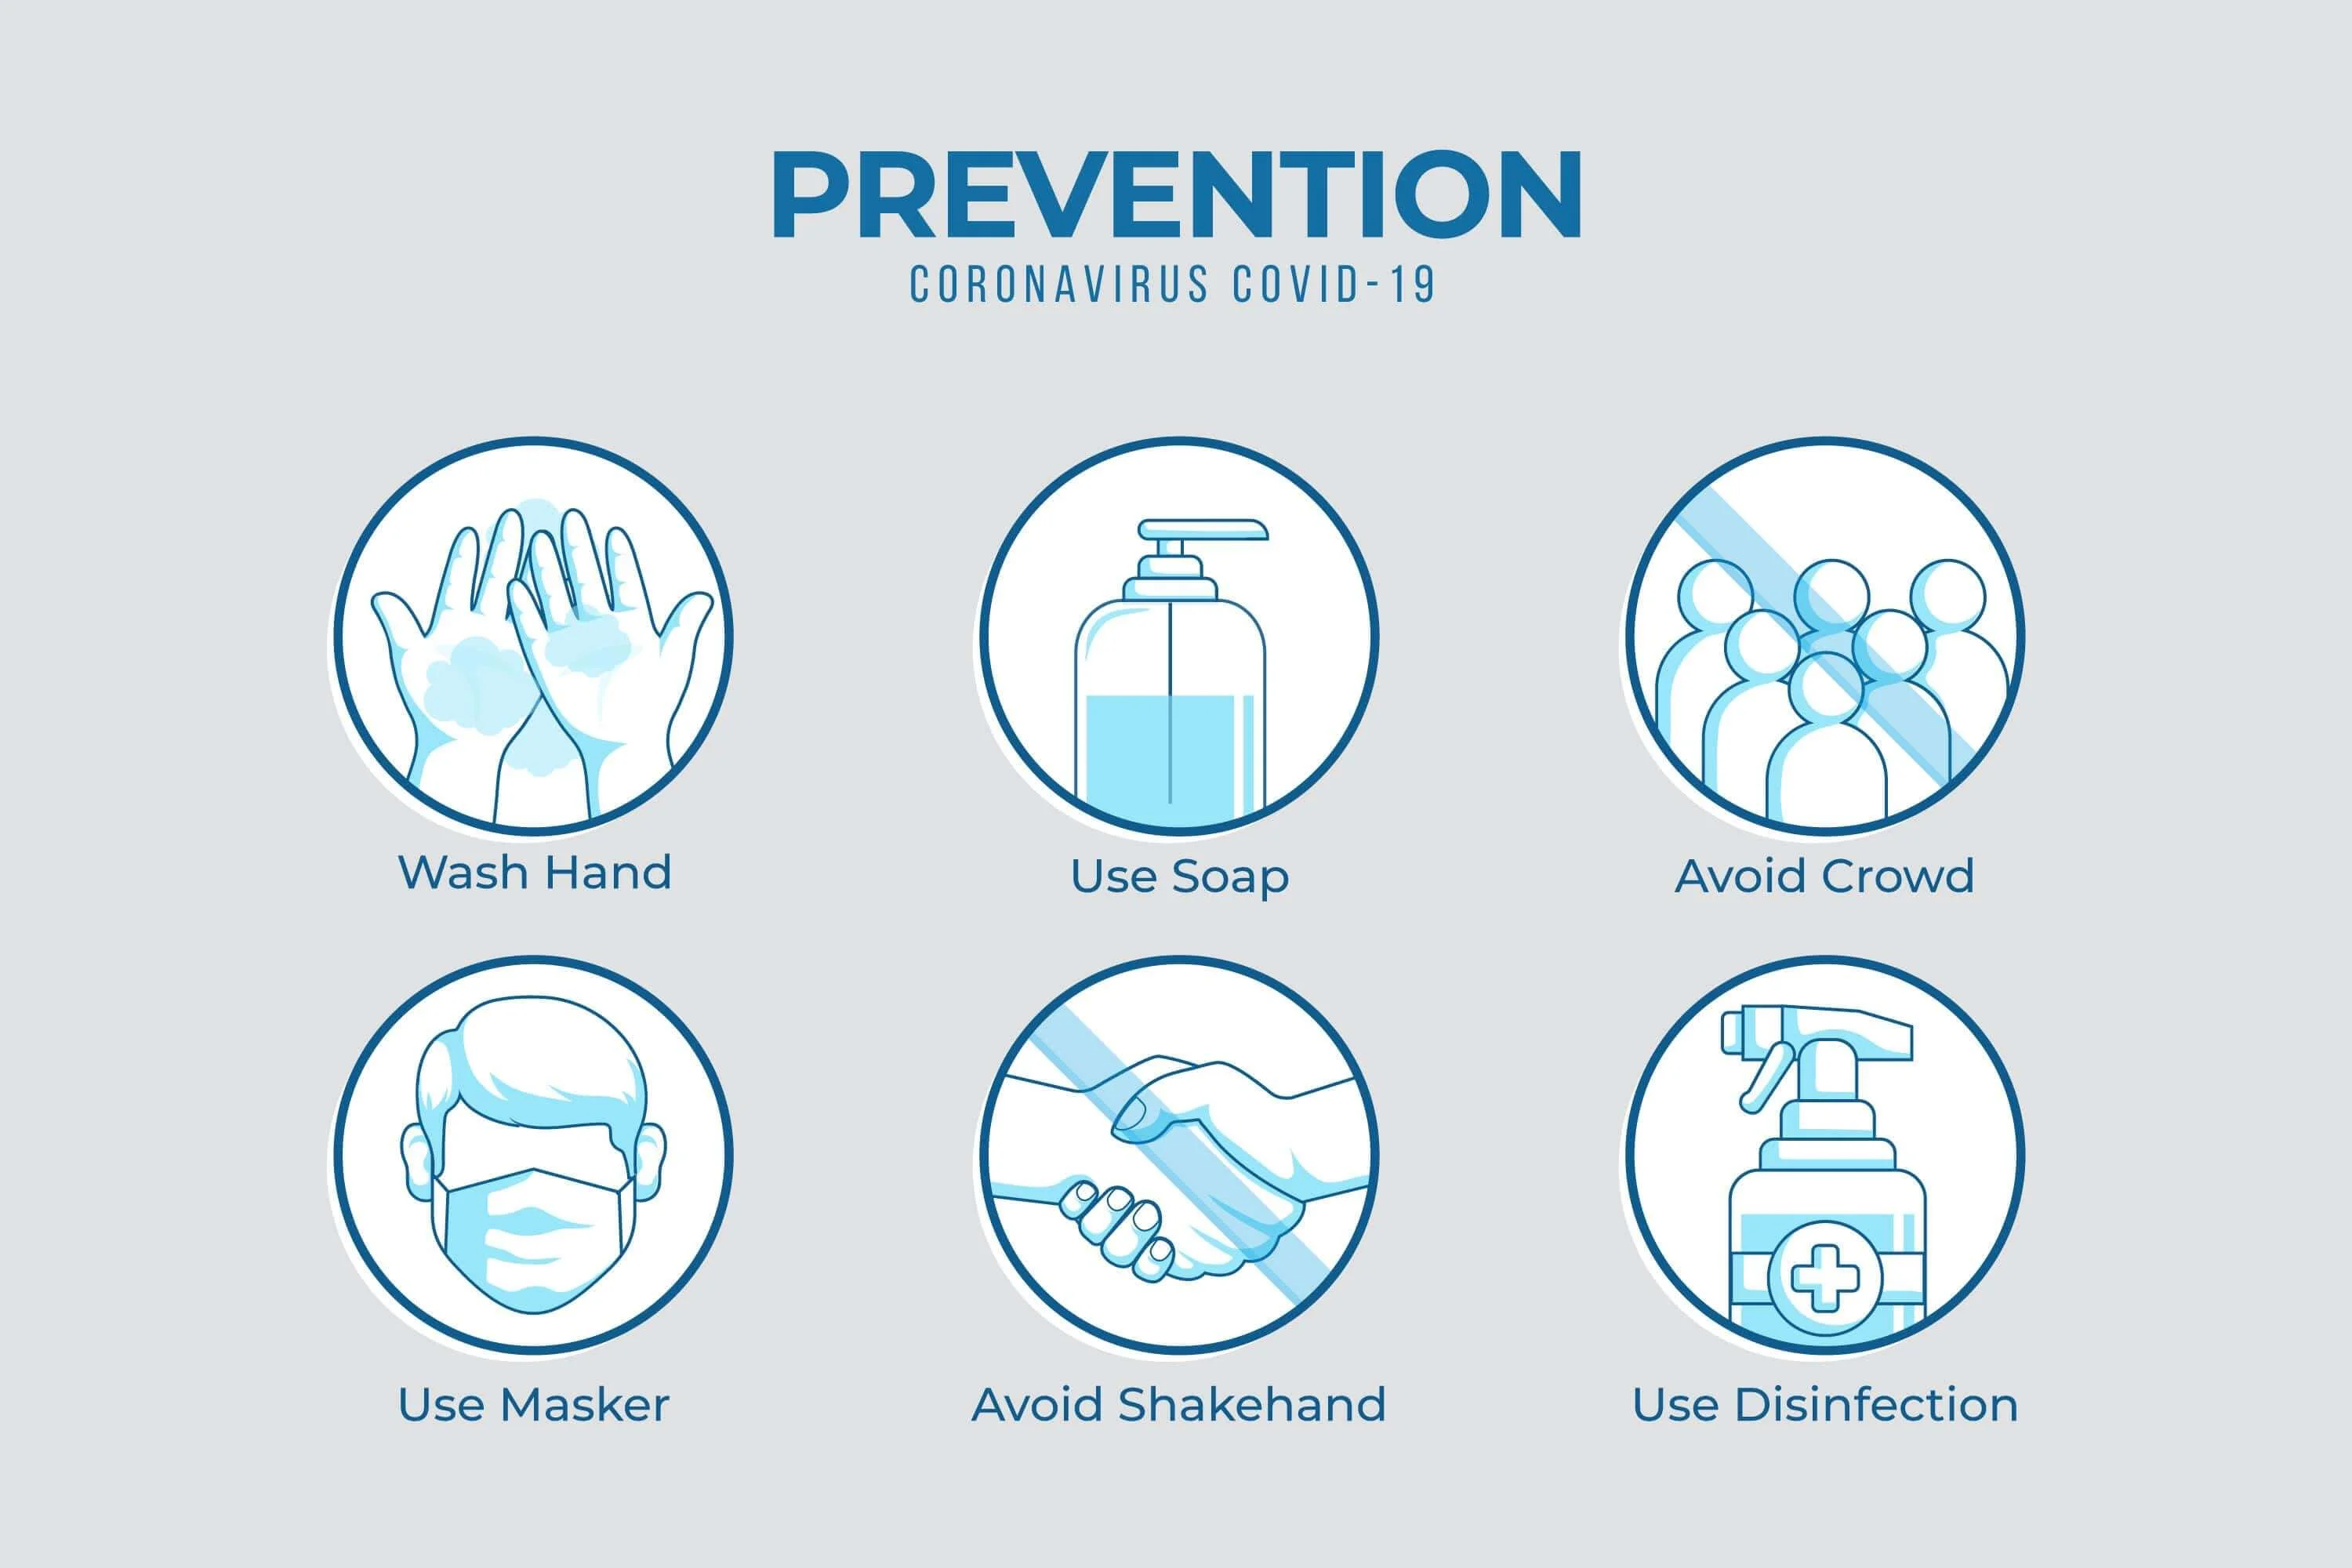 PREVENTION
CORONAVIRUS COVID-19
Wash Hand
Use Soap
Avoid Crowd
Use Masker
Avoid Shakehand
Use Disinfection